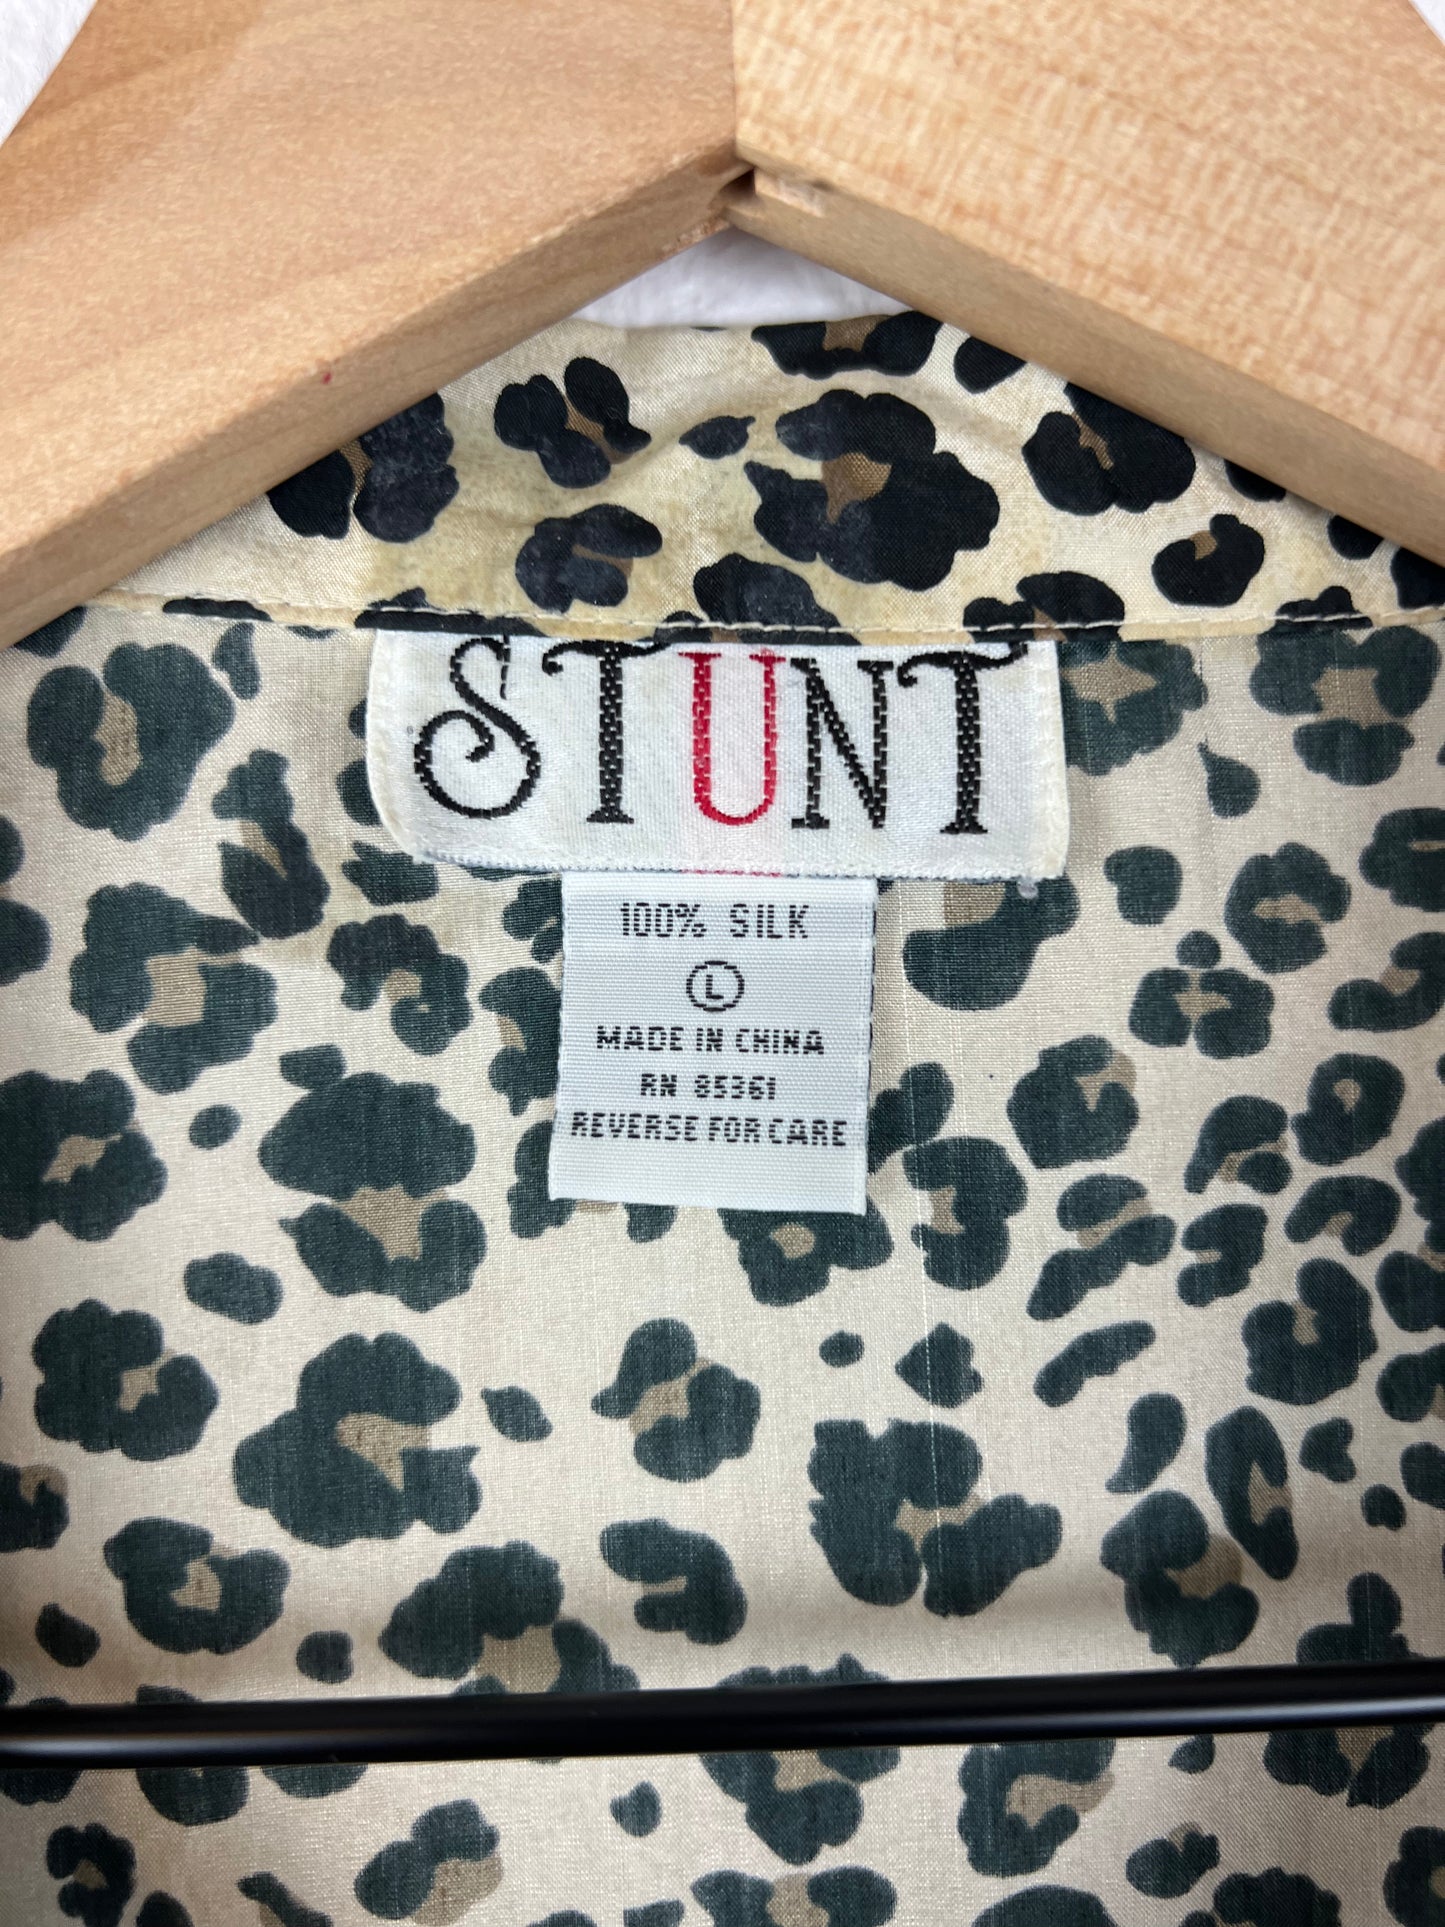 STUNT
100% SILK
L
MADE IN CHINA
RN 85361
REVERSE FOR CARE